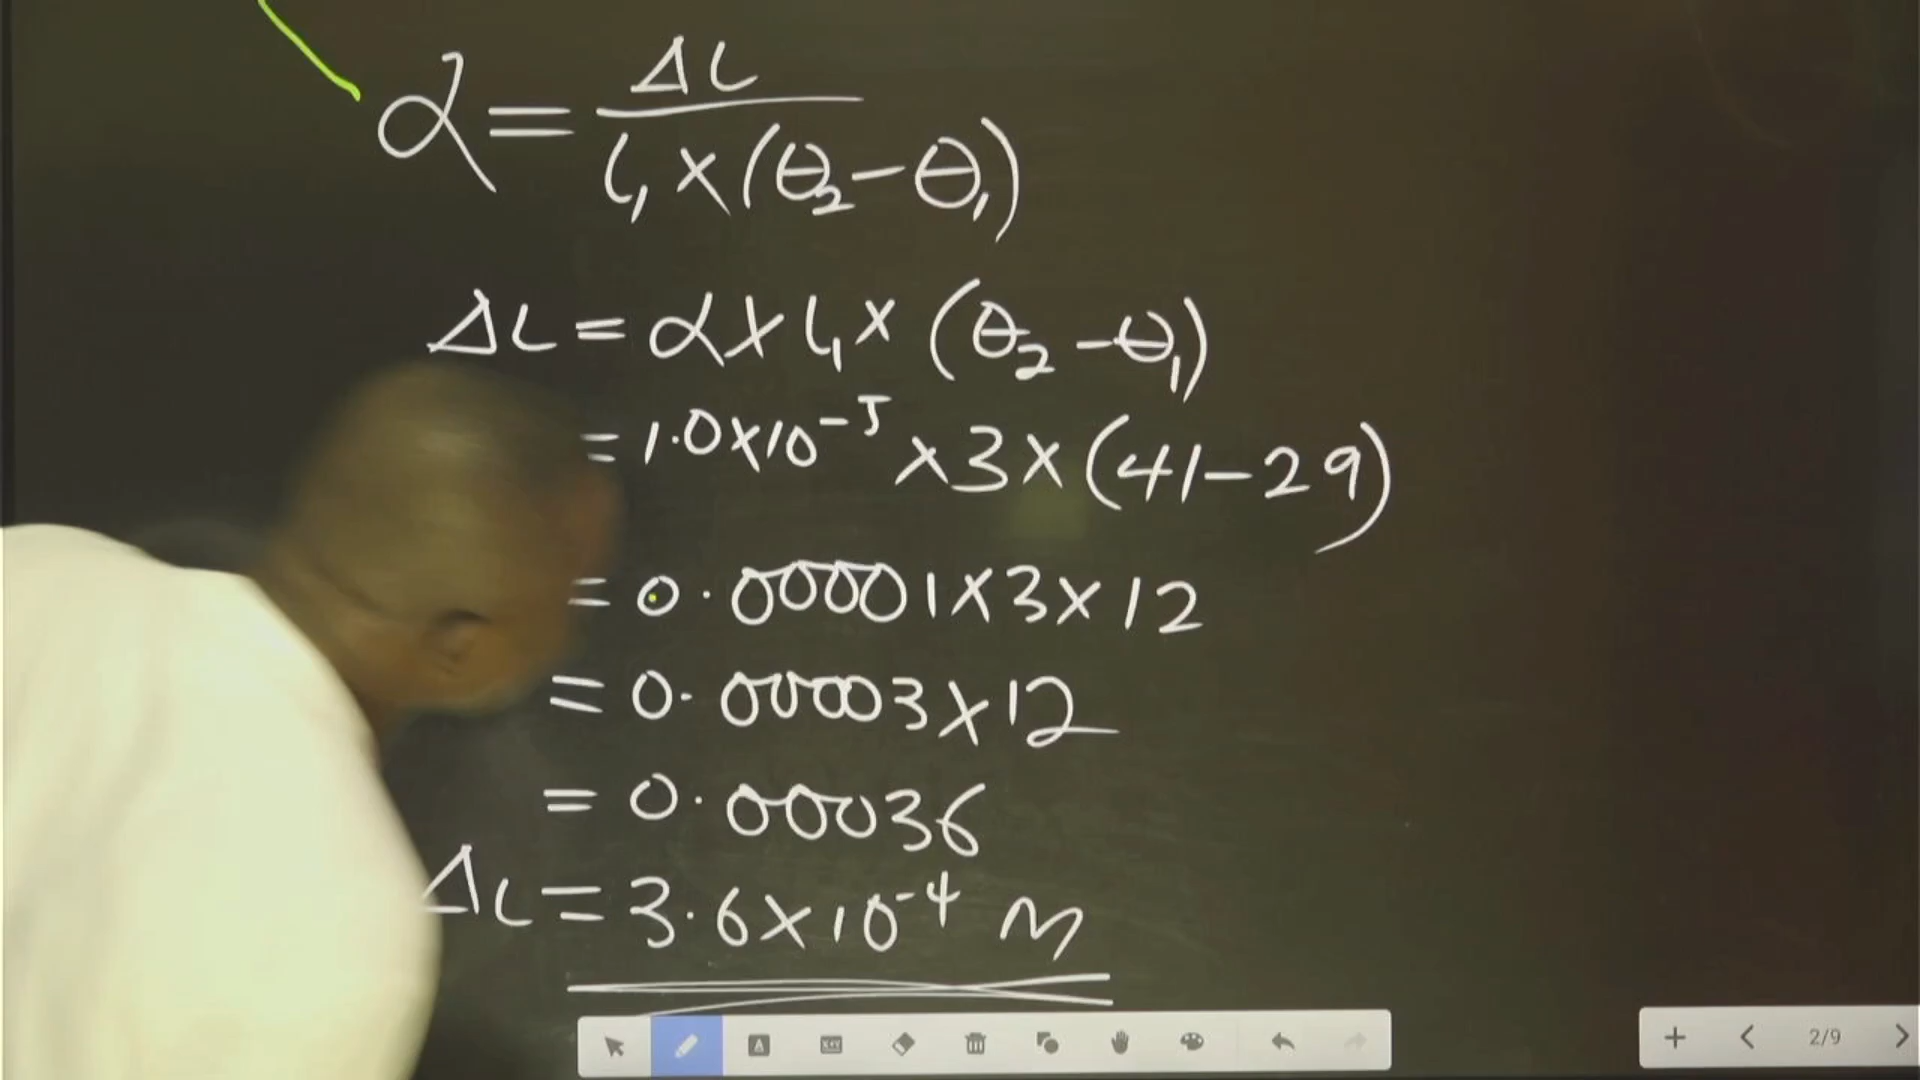 α = ΔL / L₁ × (θ₂ – θ₁)
ΔL = α × L₁ × (θ₂ – θ₁)
= 1.0 × 10⁻⁵ × 3 × (41 – 29)
= 0.00001 × 3 × 12
= 0.00003 × 12
= 0.00036
ΔL = 3.6 × 10⁻⁴ m
2/9